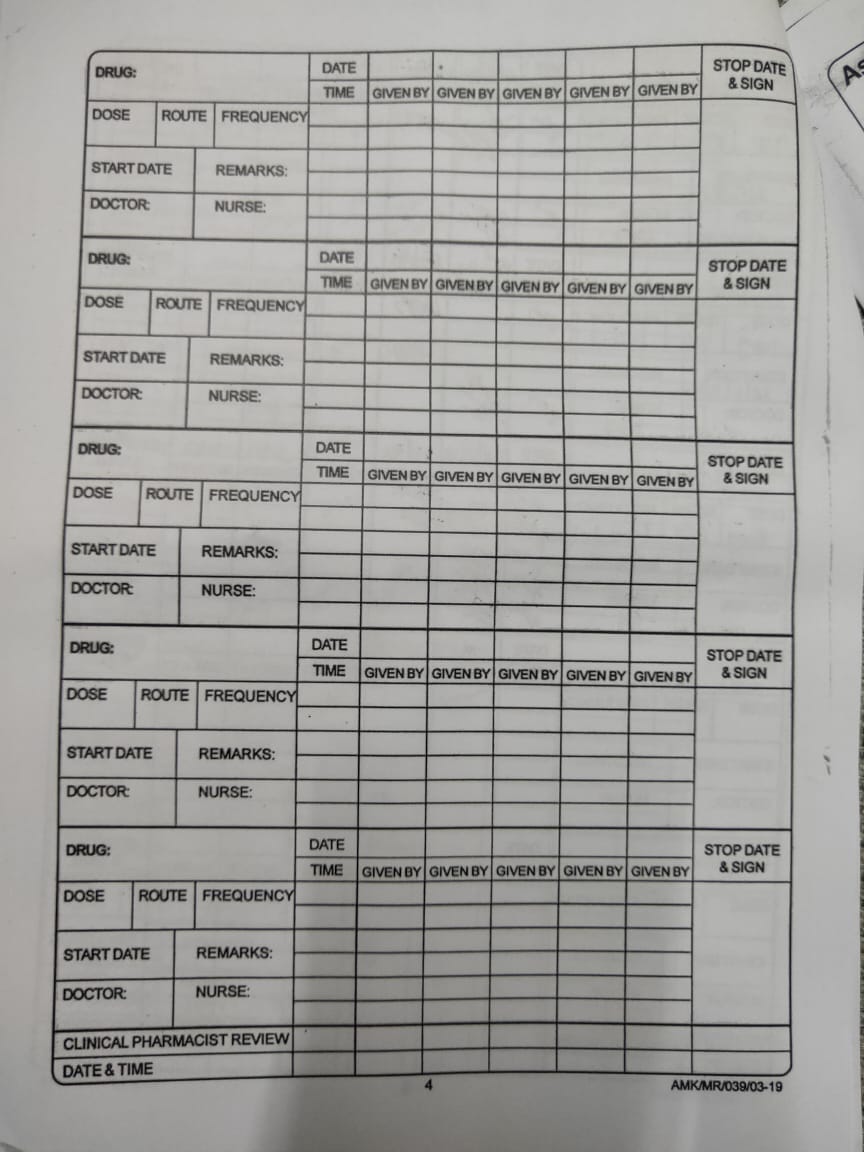 DRUG: DATE STOP DATE & SIGN
TIME GIVEN BY GIVEN BY GIVEN BY GIVEN BY GIVEN BY
DOSE ROUTE FREQUENCY
START DATE REMARKS:
DOCTOR: NURSE:
DRUG: DATE STOP DATE & SIGN
TIME GIVEN BY GIVEN BY GIVEN BY GIVEN BY GIVEN BY
DOSE ROUTE FREQUENCY
START DATE REMARKS:
DOCTOR: NURSE:
DRUG: DATE STOP DATE & SIGN
TIME GIVEN BY GIVEN BY GIVEN BY GIVEN BY GIVEN BY
DOSE ROUTE FREQUENCY
START DATE REMARKS:
DOCTOR: NURSE:
DRUG: DATE STOP DATE & SIGN
TIME GIVEN BY GIVEN BY GIVEN BY GIVEN BY GIVEN BY
DOSE ROUTE FREQUENCY
START DATE REMARKS:
DOCTOR: NURSE:
DRUG: DATE STOP DATE & SIGN
TIME GIVEN BY GIVEN BY GIVEN BY GIVEN BY GIVEN BY
DOSE ROUTE FREQUENCY
START DATE REMARKS:
DOCTOR: NURSE:
CLINICAL PHARMACIST REVIEW
DATE & TIME
4 AMK/MR/039/03-19